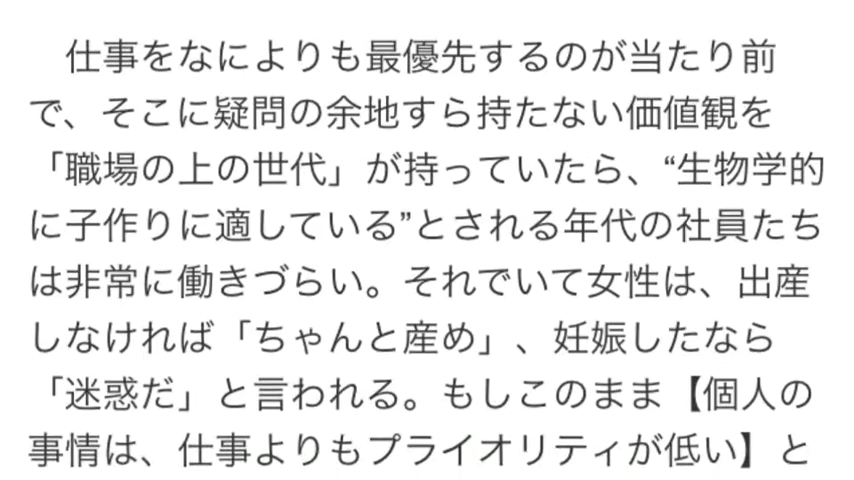 仕事をなによりも最優先するのが当たり前
で、そこに疑問の余地すら持たない価値観を
「職場の上の世代」が持っていたら、“生物学的
に子作りに適している”とされる年代の社員たち
は非常に働きづらい。それでいて女性は、出産
しなければ「ちゃんと産め」、妊娠したなら
「迷惑だ」と言われる。もしこのまま【個人の
事情は、仕事よりもプライオリティが低い】と